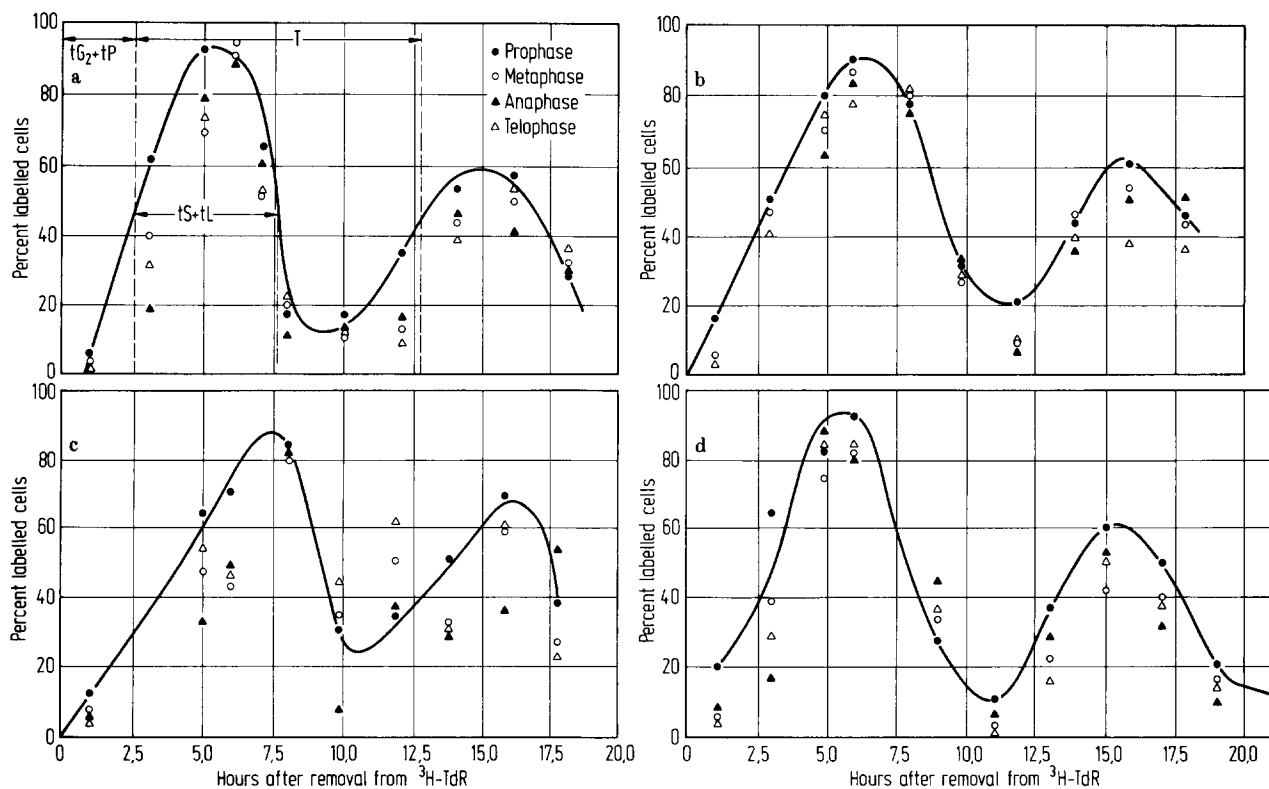 tG₂+tP
T
a
tS+tL
Prophase
Metaphase
Anaphase
Telophase
Percent labelled cells
100
80
60
40
20
0
b
Percent labelled cells
100
80
60
40
20
0
c
Percent labelled cells
100
80
60
40
20
0
0 2,5 5,0 7,5 10,0 12,5 15,0 17,5 20,0
Hours after removal from ³H-TdR
d
Percent labelled cells
100
80
60
40
20
0
0 2,5 5,0 7,5 10,0 12,5 15,0 17,5 20,0
Hours after removal from ³H-TdR